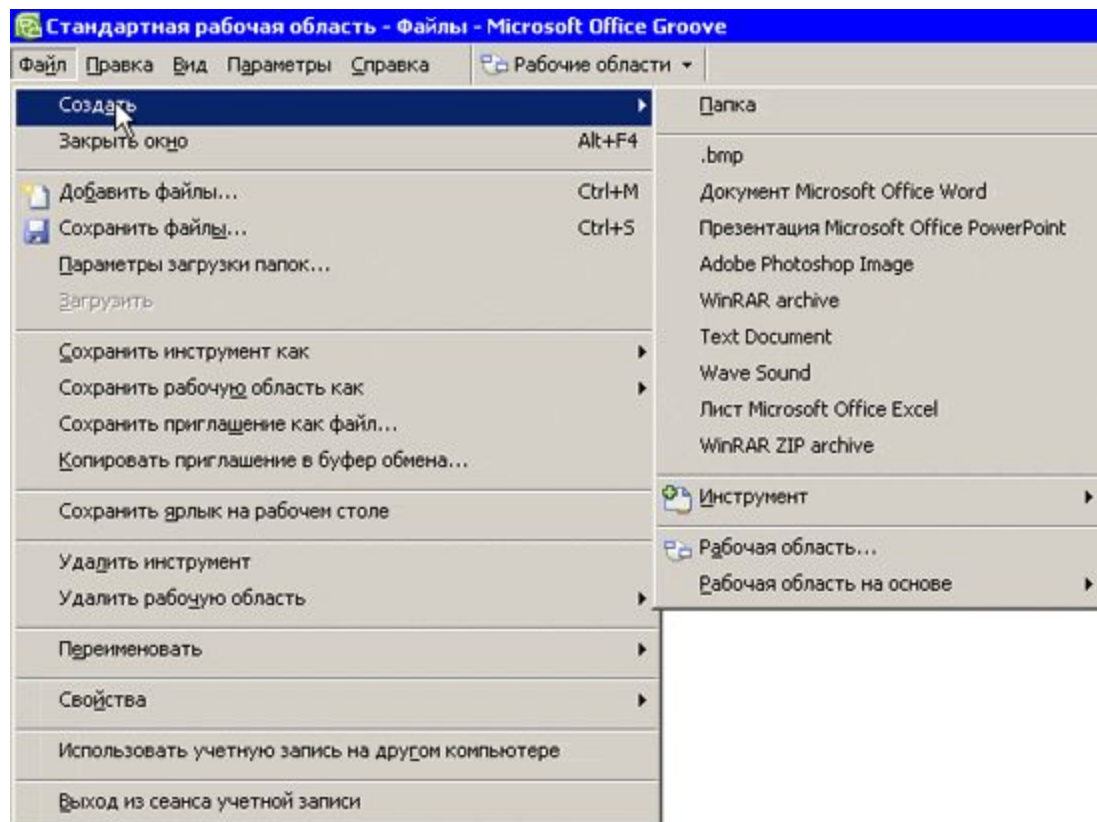 Стандартная рабочая область - Файлы - Microsoft Office Groove
Файл Правка Вид Параметры Справка Рабочие области
Создать
Закрыть окно Alt+F4
Добавить файлы... Ctrl+M
Сохранить файлы... Ctrl+S
Параметры загрузки папок...
Загрузить
Сохранить инструмент как
Сохранить рабочую область как
Сохранить приглашение как файл...
Копировать приглашение в буфер обмена...
Сохранить ярлык на рабочем столе
Удалить инструмент
Удалить рабочую область
Переименовать
Свойства
Использовать учетную запись на другом компьютере
Выход из сеанса учетной записи
Папка
.bmp
Документ Microsoft Office Word
Презентация Microsoft Office PowerPoint
Adobe Photoshop Image
WinRAR archive
Text Document
Wave Sound
Лист Microsoft Office Excel
WinRAR ZIP archive
Инструмент
Рабочая область...
Рабочая область на основе